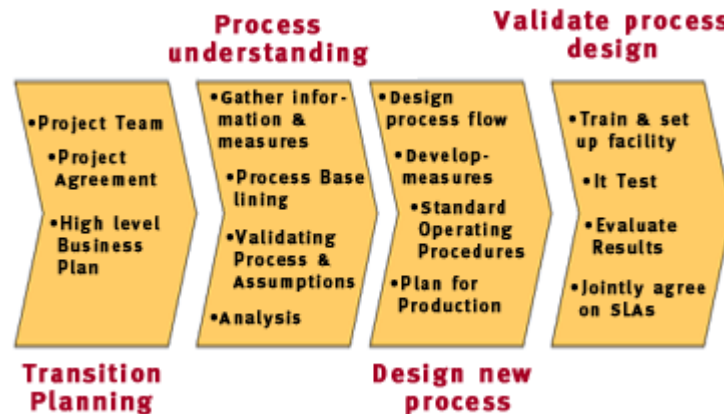 Process
understanding
Validate process
design
•Project Team
•Project
Agreement
•High level
Business
Plan
•Gather infor-
mation &
measures
•Process Base
lining
•Validating
Process &
Assumptions
•Analysis
•Design
process flow
•Develop-
measures
•Standard
Operating
Procedures
•Plan for
Production
•Train & set
up facility
•It Test
•Evaluate
Results
•Jointly agree
on SLAs
Transition
Planning
Design new
process